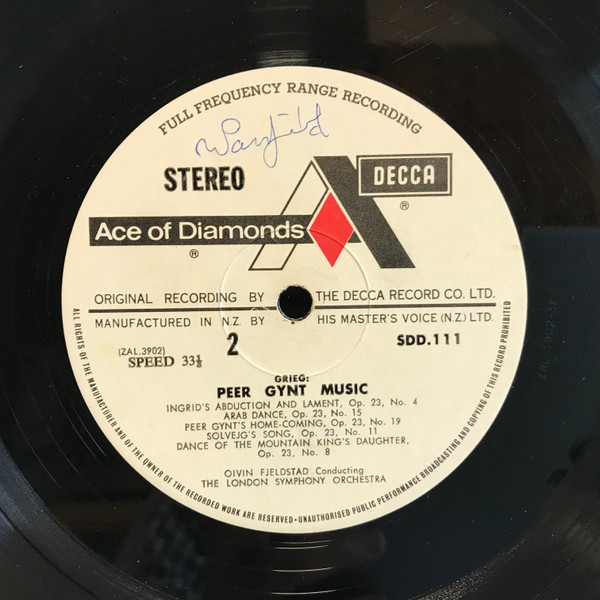 FULL FREQUENCY RANGE RECORDING
STEREO
DECCA
®
Ace of Diamonds
®
ORIGINAL RECORDING BY THE DECCA RECORD CO. LTD.
MANUFACTURED IN N.Z. BY HIS MASTER'S VOICE (N.Z.) LTD.
2
SDD.111
(ZAL.3902)
SPEED 33⅓
GRIEG:
PEER GYNT MUSIC
INGRID'S ABDUCTION AND LAMENT, Op. 23, No. 4
ARAB DANCE, Op. 23, No. 15
PEER GYNT'S HOME-COMING, Op. 23, No. 19
SOLVEJG'S SONG, Op. 23, No. 11
DANCE OF THE MOUNTAIN KING'S DAUGHTER,
Op. 23, No. 8
OIVIN FJELDSTAD Conducting
THE LONDON SYMPHONY ORCHESTRA
ALL RIGHTS OF THE MANUFACTURER AND OF THE OWNER OF THE RECORDED WORK ARE RESERVED - UNAUTHORISED PUBLIC PERFORMANCE BROADCASTING AND COPYING OF THIS RECORD PROHIBITED